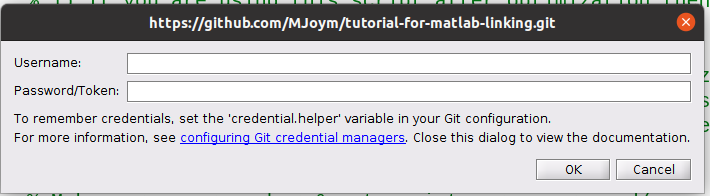 https://github.com/MJoym/tutorial-for-matlab-linking.git
Username:
Password/Token:
To remember credentials, set the 'credential.helper' variable in your Git configuration.
For more information, see configuring Git credential managers. Close this dialog to view the documentation.
OK Cancel